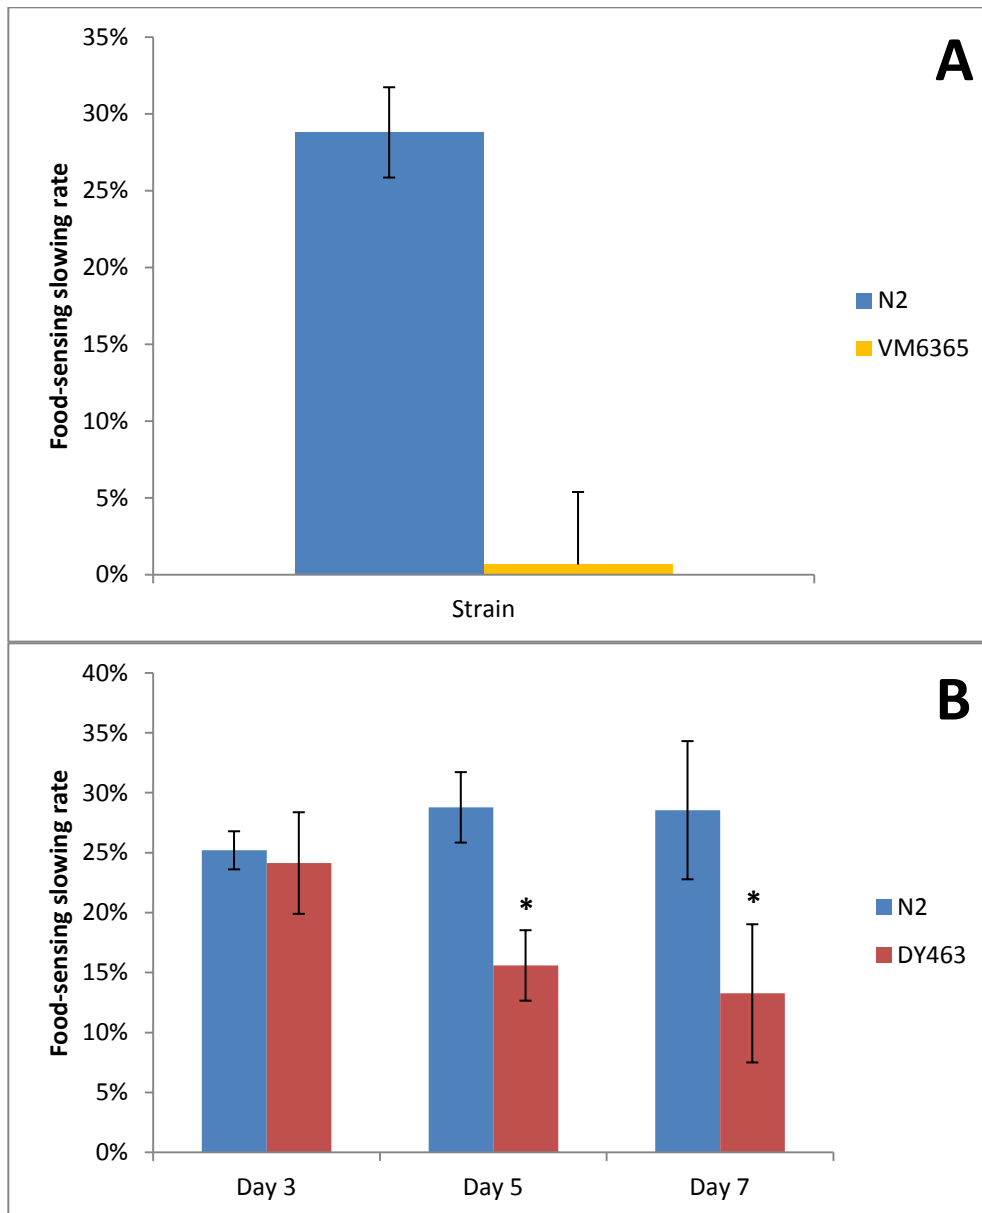 A
35%
30%
25%
20%
15%
10%
5%
0%
Food-sensing slowing rate
Strain
N2
VM6365
B
40%
35%
30%
25%
20%
15%
10%
5%
0%
Food-sensing slowing rate
*
*
Day 3 Day 5 Day 7
N2
DY463